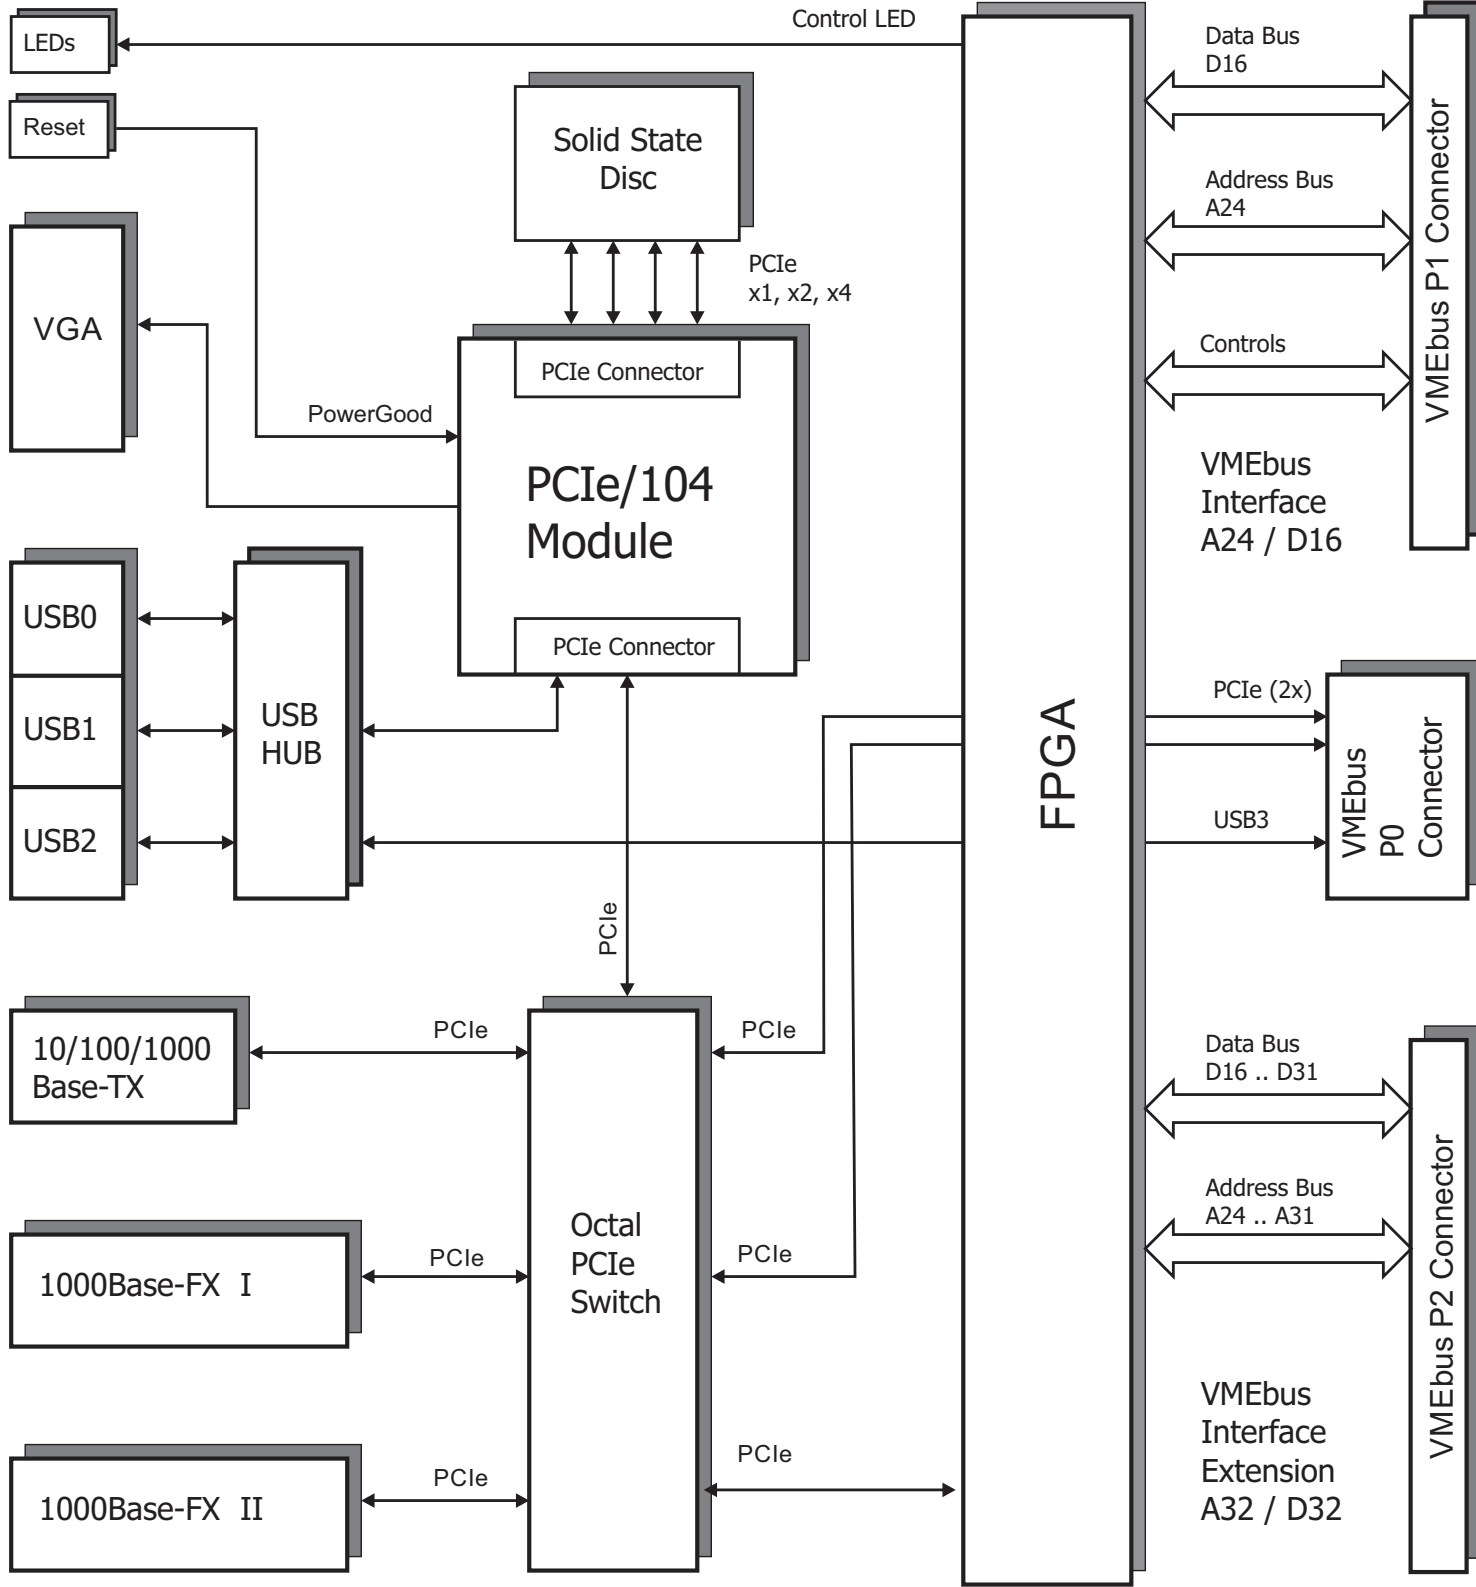 LEDs
Control LED
Reset
Solid State
Disc
PCIe
x1, x2, x4
VGA
PowerGood
PCIe Connector
PCIe/104
Module
PCIe Connector
USB0
USB1
USB2
USB
HUB
PCIe
10/100/1000
Base-TX
PCIe
PCIe
1000Base-FX I
PCIe
Octal
PCIe
Switch
PCIe
1000Base-FX II
PCIe
PCIe
FPGA
Data Bus
D16
Address Bus
A24
Controls
VMEbus
Interface
A24 / D16
VMEbus P1 Connector
PCIe (2x)
USB3
VMEbus
P0
Connector
Data Bus
D16 .. D31
Address Bus
A24 .. A31
VMEbus
Interface
Extension
A32 / D32
VMEbus P2 Connector